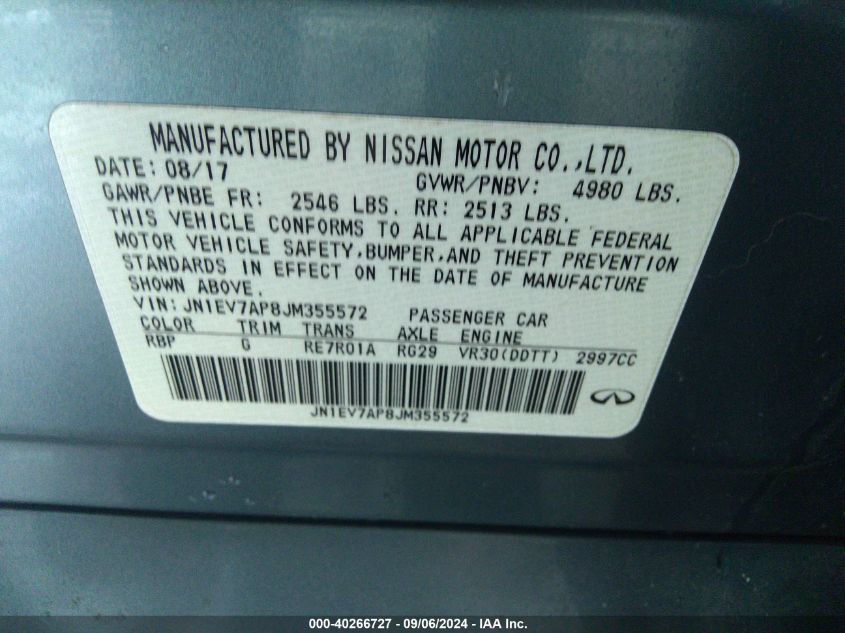 MANUFACTURED BY NISSAN MOTOR CO.,LTD.
DATE: 08/17 GVWR/PNBV: 4980 LBS.
GAWR/PNBE FR: 2546 LBS. RR: 2513 LBS.
THIS VEHICLE CONFORMS TO ALL APPLICABLE FEDERAL
MOTOR VEHICLE SAFETY,BUMPER,AND THEFT PREVENTION
STANDARDS IN EFFECT ON THE DATE OF MANUFACTURE
SHOWN ABOVE.
VIN: JN1EV7AP8JM355572 PASSENGER CAR
COLOR TRIM TRANS AXLE ENGINE
RBP G RE7R01A RG29 VR30(DDTT) 2997CC
JN1EV7AP8JM355572
000-40266727 - 09/06/2024 - IAA Inc.